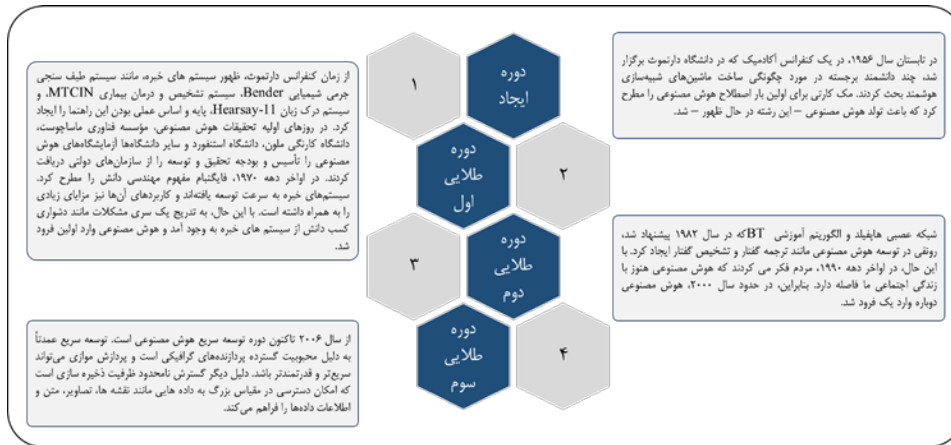 دوره
ایجاد
۱
در تابستان سال ۱۹۵۶، در یک کنفرانس آکادمیک که در دانشگاه دارتموث برگزار
شد، چند دانشمند برجسته در مورد چگونگی ساخت ماشین‌های شبیه‌سازی
هوشمند بحث کردند. مک کارتی برای اولین بار اصطلاح هوش مصنوعی را مطرح
کرد که باعث تولد هوش مصنوعی – این رشته در حال ظهور – شد.
دوره
طلایی
اول
۲
از زمان کنفرانس دارتموث، ظهور سیستم های خبره، مانند سیستم طیف سنجی
جرمی شیمیایی Bender، سیستم تشخیص و درمان بیماری MTCIN، و
سیستم درک زبان Hearsay-11، پایه و اساس عملی بودن این راهنما را ایجاد
کرد. در روزهای اولیه تحقیقات هوش مصنوعی، مؤسسه فناوری ماساچوست،
دانشگاه کارنگی ملون، دانشگاه استنفورد و سایر دانشگاه‌ها آزمایشگاه‌های هوش
مصنوعی را تأسیس و بودجه تحقیق و توسعه را از سازمان‌های دولتی دریافت
کردند. در اواخر دهه ۱۹۷۰، فایگنبام مفهوم مهندسی دانش را مطرح کرد.
سیستم‌های خبره به سرعت توسعه یافته‌اند و کاربردهای آن‌ها نیز مزایای زیادی
را به همراه داشته است. با این حال، به تدریج یک سری مشکلات مانند دشواری
کسب دانش از سیستم های خبره به وجود آمد و هوش مصنوعی وارد اولین فرود
شد.
دوره
طلایی
دوم
۳
شبکه عصبی هاپفیلد و الگوریتم آموزشی BTکه در سال ۱۹۸۲ پیشنهاد شد،
رونقی در توسعه هوش مصنوعی مانند ترجمه گفتار و تشخیص گفتار ایجاد کرد. با
این حال، در اواخر دهه ۱۹۹۰، مردم فکر می کردند که هوش مصنوعی هنوز با
زندگی اجتماعی ما فاصله دارد. بنابراین، در حدود سال ۲۰۰۰، هوش مصنوعی
دوباره وارد یک فرود شد.
دوره
طلایی
سوم
۴
از سال ۲۰۰۶ تاکنون دوره توسعه سریع هوش مصنوعی است. توسعه سریع عمدتاً
به دلیل محبوبیت گسترده پردازنده‌های گرافیکی است و پردازش موازی می‌تواند
سریع‌تر و قدرتمندتر باشد. دلیل دیگر گسترش نامحدود ظرفیت ذخیره سازی است
که امکان دسترسی در مقیاس بزرگ به داده هایی مانند نقشه ها، تصاویر، متن و
اطلاعات داده‌ها را فراهم می‌کند.